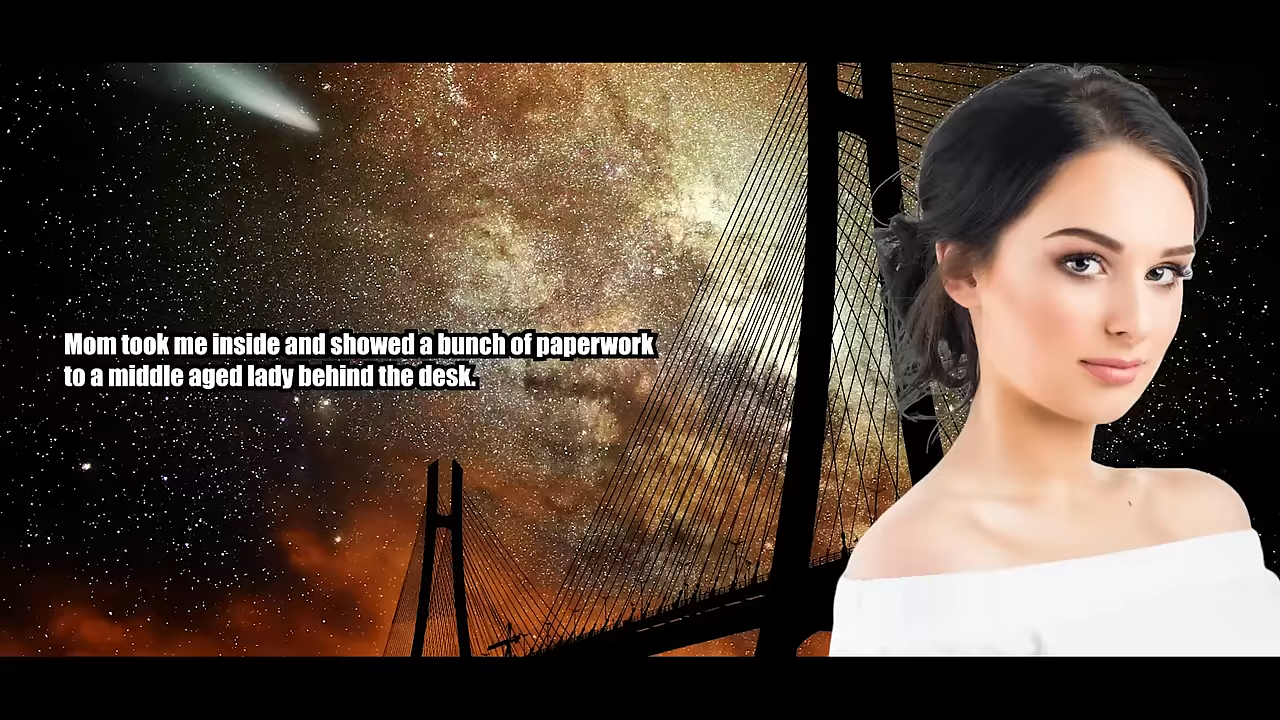 Mom took me inside and showed a bunch of paperwork
to a middle aged lady behind the desk.